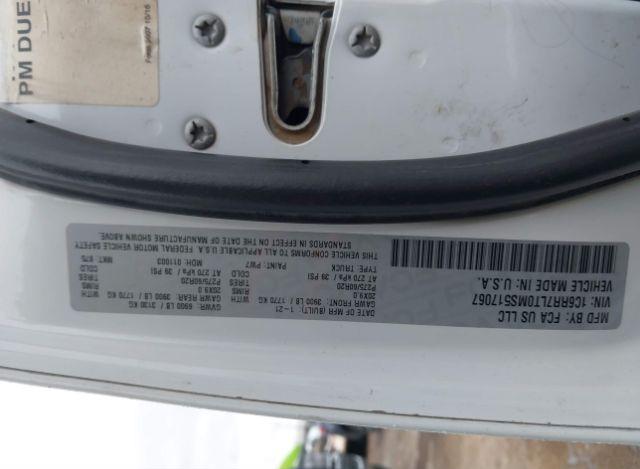 PM DUE
MFD BY: FCA US LLC
VIN: 1C6RR7LT0MS517067
VEHICLE MADE IN: U.S.A.
DATE OF MFR (BUILT): 1-21
GAWR FRONT: 3900 LB / 1770 KG WITH
20X9.0 RIMS
P275/60R20 TIRES
AT 270 kPa / 39 PSI COLD
TYPE: TRUCK PAINT: PW7
GVWR: 6900 LB / 3130 KG
GAWR REAR: 3900 LB / 1770 KG WITH
20X9.0 RIMS
P275/60R20 TIRES
AT 270 kPa / 39 PSI COLD
MDH: 011003 MKT: 875
THIS VEHICLE CONFORMS TO ALL APPLICABLE U.S.A. FEDERAL MOTOR VEHICLE SAFETY
STANDARDS IN EFFECT ON THE DATE OF MANUFACTURE SHOWN ABOVE.